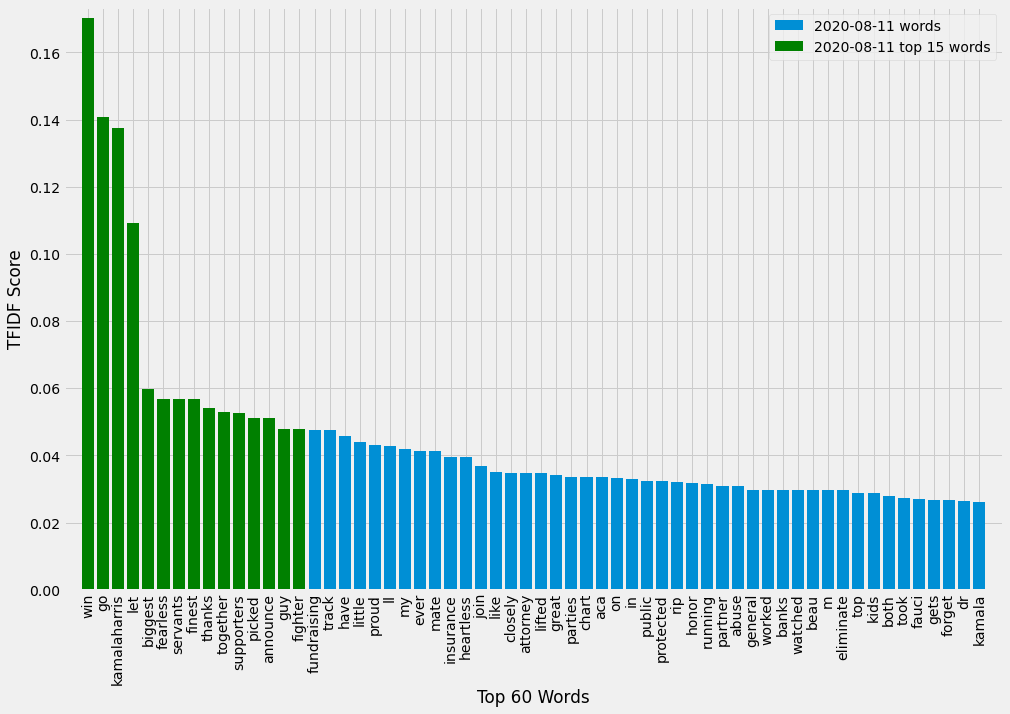 2020-08-11 words
2020-08-11 top 15 words
TFIDF Score
0.16
0.14
0.12
0.10
0.08
0.06
0.04
0.02
0.00
win
go
kamalaharris
let
biggest
fearless
servants
finest
thanks
together
supporters
picked
announce
guy
fighter
fundraising
track
have
little
proud
ll
my
ever
mate
insurance
heartless
join
like
closely
attorney
lifted
great
parties
chart
aca
on
in
public
protected
rip
honor
running
partner
abuse
general
worked
banks
watched
beau
m
eliminate
top
kids
both
took
fauci
gets
forget
dr
kamala
Top 60 Words